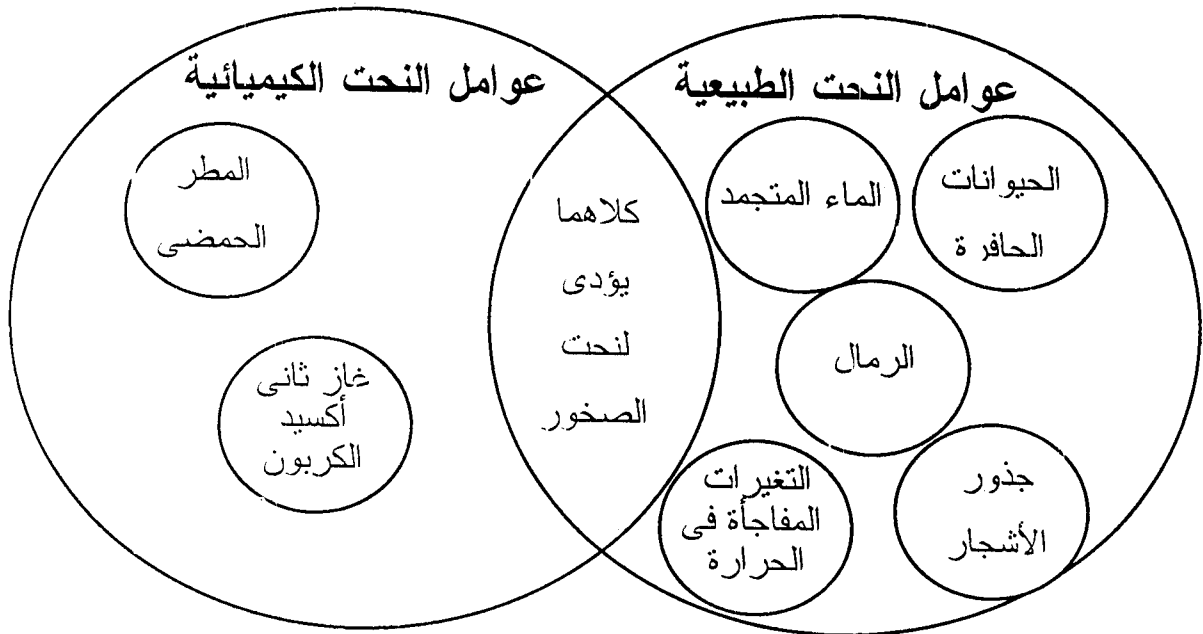 عوامل النحت الطبيعية
الحيوانات
الحافرة
الماء المتجمد
الرمال
جذور
الأشجار
التغيرات
المفاجأة فى
الحرارة
كلاهما
يؤدى
لنحت
الصخور
عوامل النحت الكيميائية
المطر
الحمضى
غاز ثانى
أكسيد
الكربون